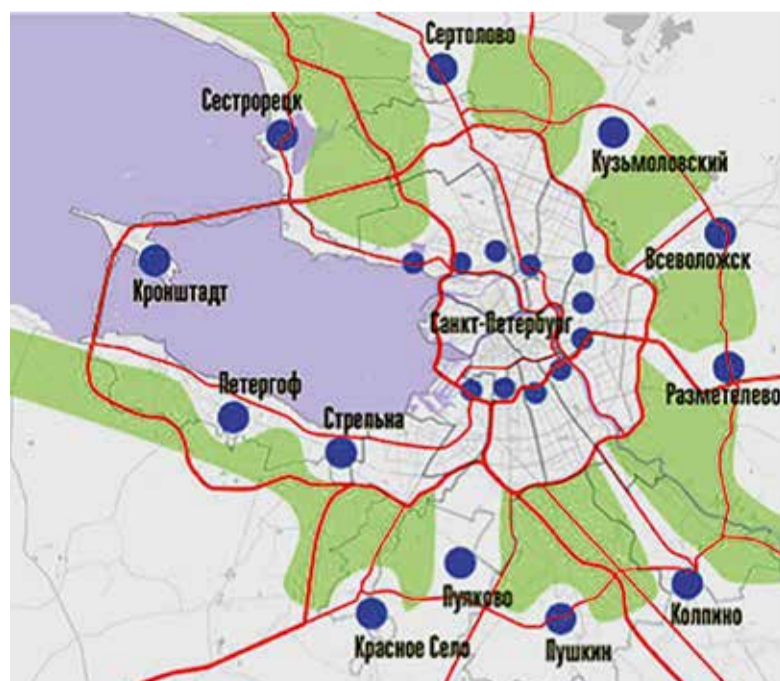 Сертолово
Сестрорецк
Кузьмоловский
Всеволожск
Кронштадт
Санкт-Петербург
Петергоф
Разметелево
Стрельна
Пулково
Колпино
Красное Село
Пушкин